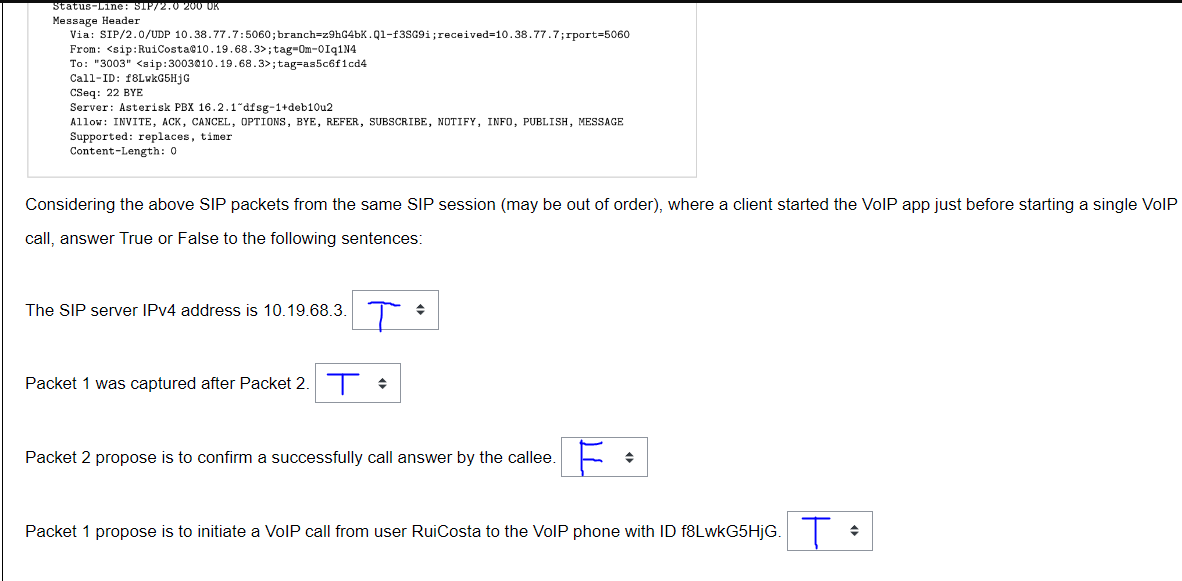 Status-Line: SIP/2.0 200 OK
Message Header
Via: SIP/2.0/UDP 10.38.77.7:5060;branch=z9hG4bK.Ql-f3SG9i;received=10.38.77.7;rport=5060
From: <sip:RuiCosta@10.19.68.3>;tag=Om-OIq1N4
To: "3003" <sip:3003@10.19.68.3>;tag=as5c6f1cd4
Call-ID: f8LwkG5HjG
CSeq: 22 BYE
Server: Asterisk PBX 16.2.1~dfsg-1+deb10u2
Allow: INVITE, ACK, CANCEL, OPTIONS, BYE, REFER, SUBSCRIBE, NOTIFY, INFO, PUBLISH, MESSAGE
Supported: replaces, timer
Content-Length: 0
Considering the above SIP packets from the same SIP session (may be out of order), where a client started the VoIP app just before starting a single VoIP
call, answer True or False to the following sentences:
The SIP server IPv4 address is 10.19.68.3. T
Packet 1 was captured after Packet 2. T
Packet 2 propose is to confirm a successfully call answer by the callee. F
Packet 1 propose is to initiate a VoIP call from user RuiCosta to the VoIP phone with ID f8LwkG5HjG. T